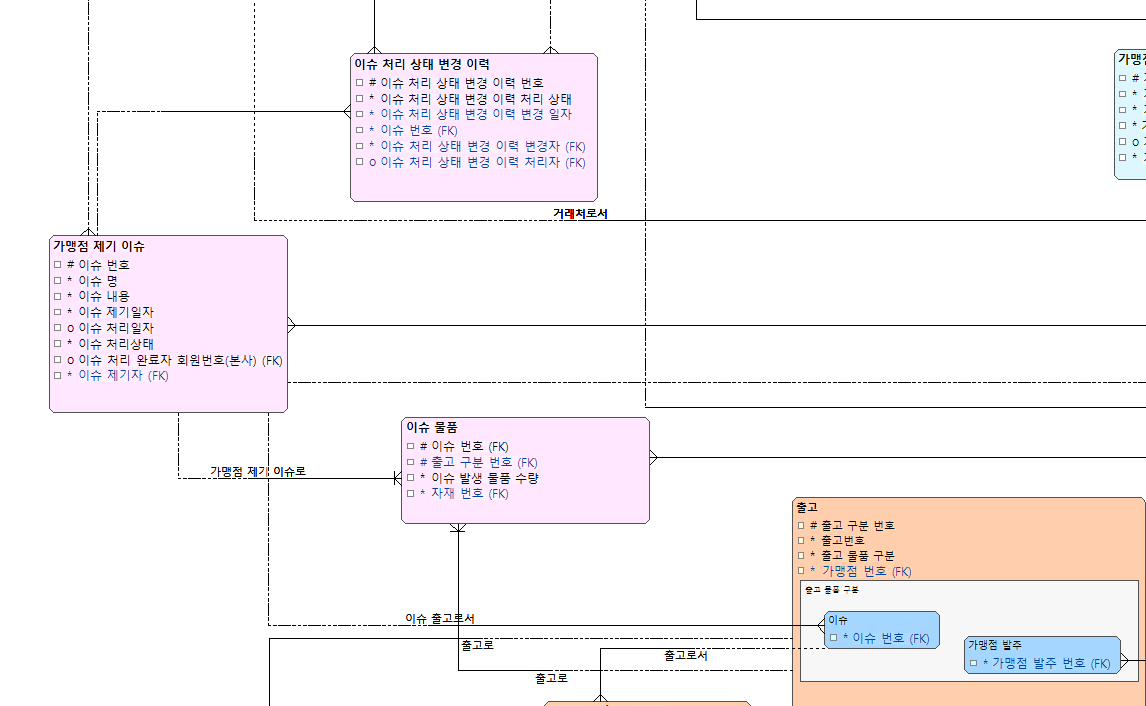 이슈 처리 상태 변경 이력
# 이슈 처리 상태 변경 이력 번호
* 이슈 처리 상태 변경 이력 처리 상태
* 이슈 처리 상태 변경 이력 변경 일자
* 이슈 번호 (FK)
* 이슈 처리 상태 변경 이력 변경자 (FK)
o 이슈 처리 상태 변경 이력 처리자 (FK)
#
*
*
*
o
*
거래처로서
가맹점 제기 이슈
# 이슈 번호
* 이슈 명
* 이슈 내용
* 이슈 제기일자
o 이슈 처리일자
* 이슈 처리상태
o 이슈 처리 완료자 회원번호(본사) (FK)
* 이슈 제기자 (FK)
가맹점 제기 이슈로
이슈 물품
# 이슈 번호 (FK)
# 출고 구분 번호 (FK)
* 이슈 발생 물품 수량
* 자재 번호 (FK)
출고
# 출고 구분 번호
* 출고번호
* 출고 물품 구분
* 가맹점 번호 (FK)
출고 물품 구분
이슈
* 이슈 번호 (FK)
가맹점 발주
* 가맹점 발주 번호 (FK)
이슈 출고로서
출고로
출고로서
출고로